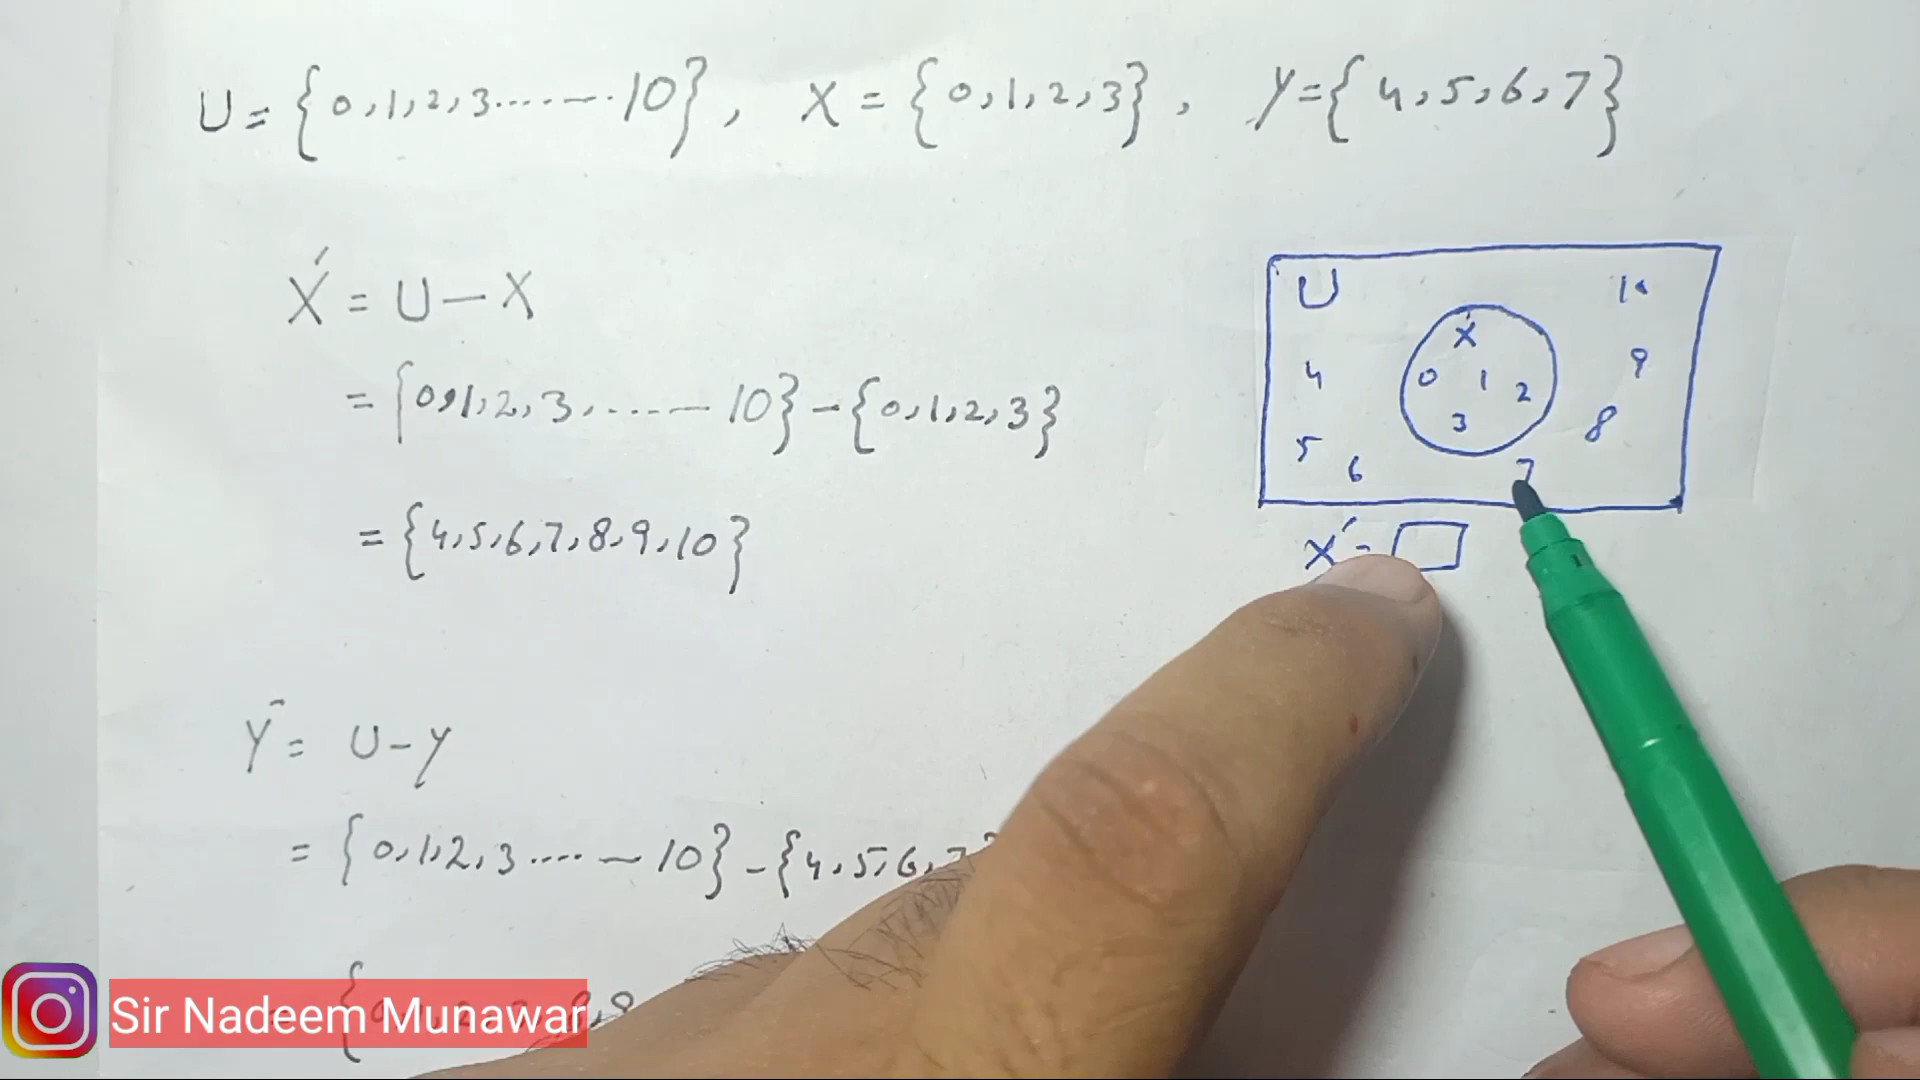 U = {0,1,2,3......-.10}, X = {0,1,2,3}, Y={4,5,6,7}
X́ = U - X
= {0,1,2,3,....- 10} - {0,1,2,3}
= {4,5,6,7,8,9,10}
U 10
X
4 0 1 2 9
3 8
5 6 7
X́ =
Ý = U - Y
= {0,1,2,3....- 10} - {4,5,6,7
Sir Nadeem Munawar